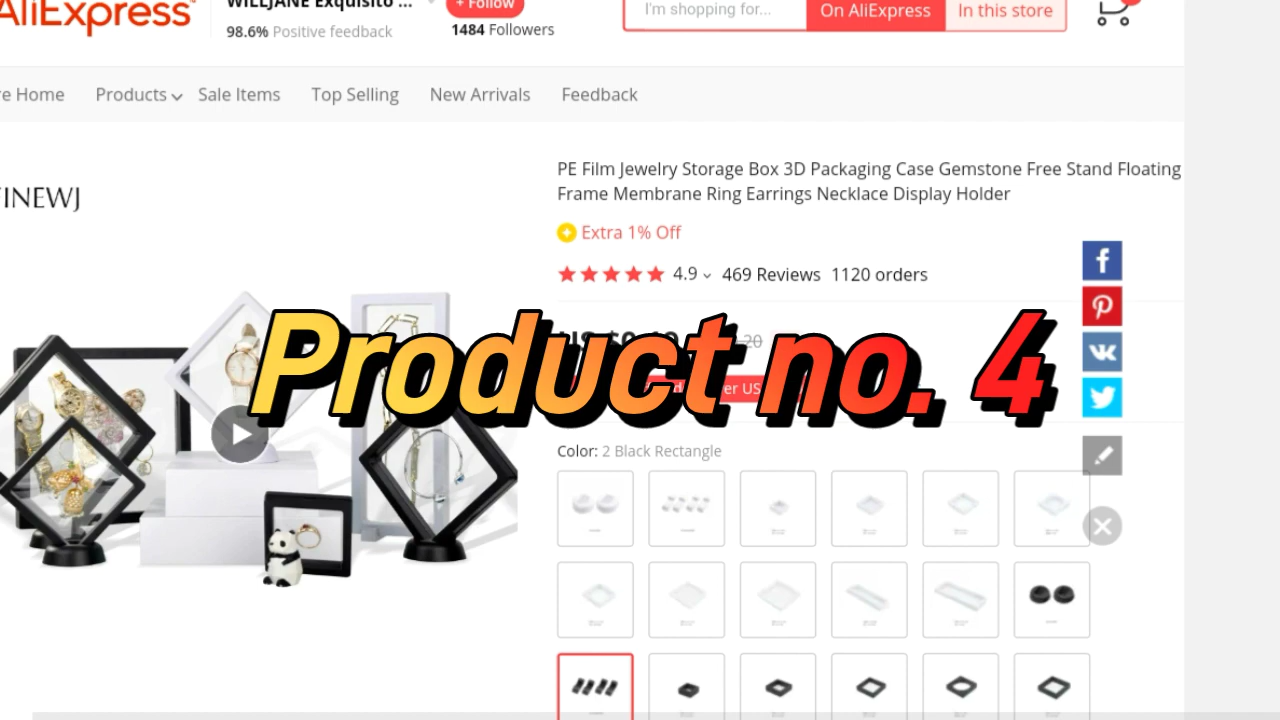 AliExpress
WILLJANE Exquisito ...
+ Follow
98.6% Positive feedback
1484 Followers
I'm shopping for...
On AliExpress
In this store
Home
Products
Sale Items
Top Selling
New Arrivals
Feedback
INEWJ
PE Film Jewelry Storage Box 3D Packaging Case Gemstone Free Stand Floating
Frame Membrane Ring Earrings Necklace Display Holder
Extra 1% Off
4.9
469 Reviews
1120 orders
Product no. 4
Color: 2 Black Rectangle